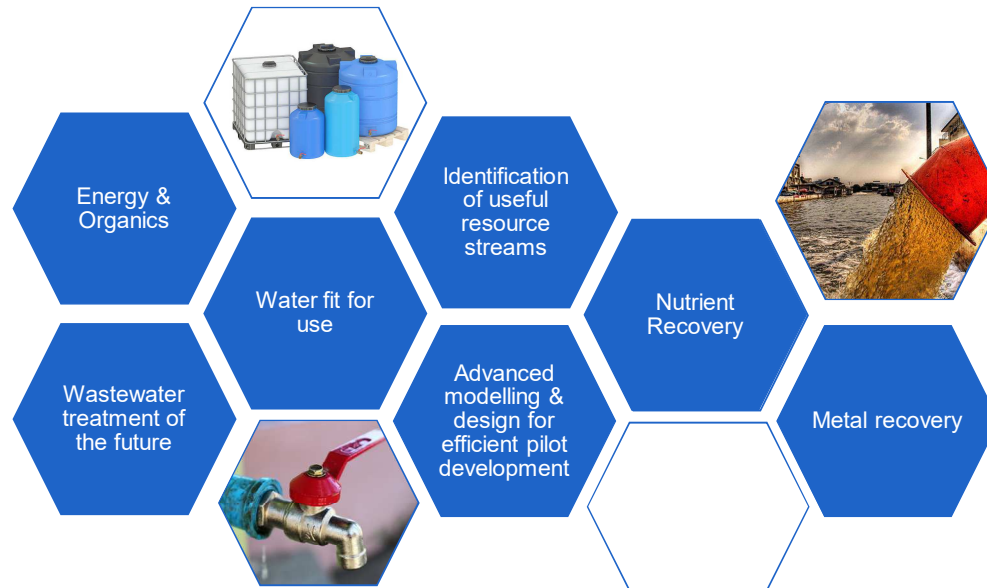 Energy &
Organics
Identification
of useful
resource
streams
Water fit for
use
Nutrient
Recovery
Wastewater
treatment of
the future
Advanced
modelling &
design for
efficient pilot
development
Metal recovery